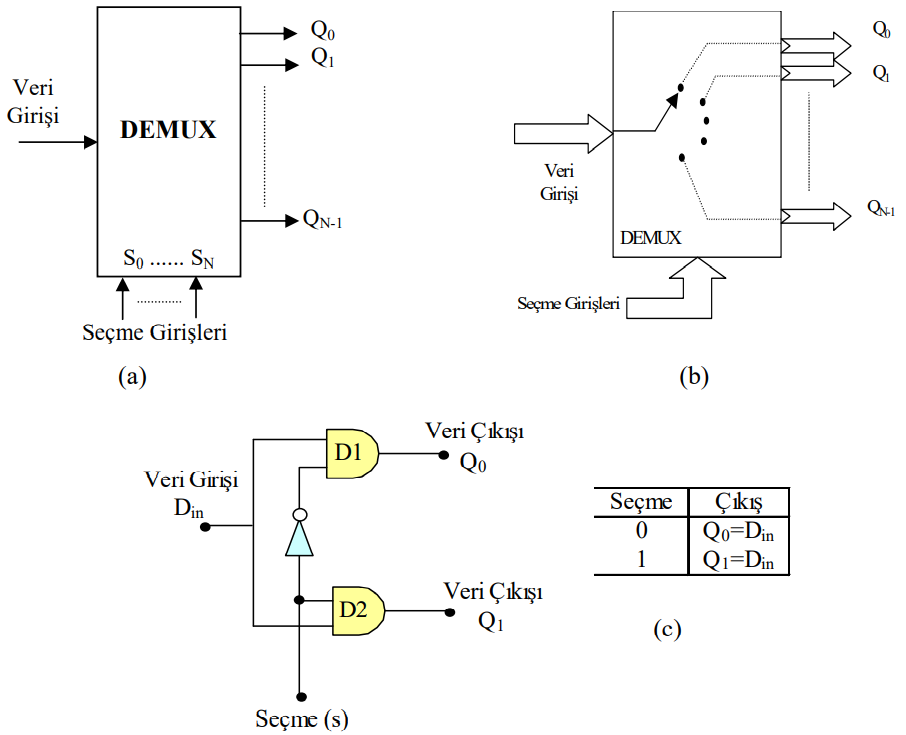 Veri
Girişi
DEMUX
Q0
Q1
QN-1
S0 ...... SN
Seçme Girişleri
(a)
Veri
Girişi
DEMUX
Q0
Q1
QN-1
Seçme Girişleri
(b)
Veri Girişi
Din
D1
Veri Çıkışı
Q0
D2
Veri Çıkışı
Q1
Seçme (s)
Seçme Çıkış
0 Q0=Din
1 Q1=Din
(c)